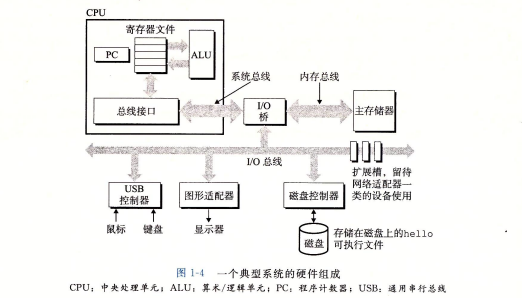 CPU
寄存器文件
PC
ALU
系统总线
内存总线
总线接口
I/O
桥
主存储器
I/O 总线
扩展槽，留待
网络适配器一
类的设备使用
USB
控制器
图形适配器
磁盘控制器
鼠标
键盘
显示器
磁盘
存储在磁盘上的hello
可执行文件
图 1-4 一个典型系统的硬件组成
CPU：中央处理单元；ALU：算术/逻辑单元；PC：程序计数器；USB：通用串行总线